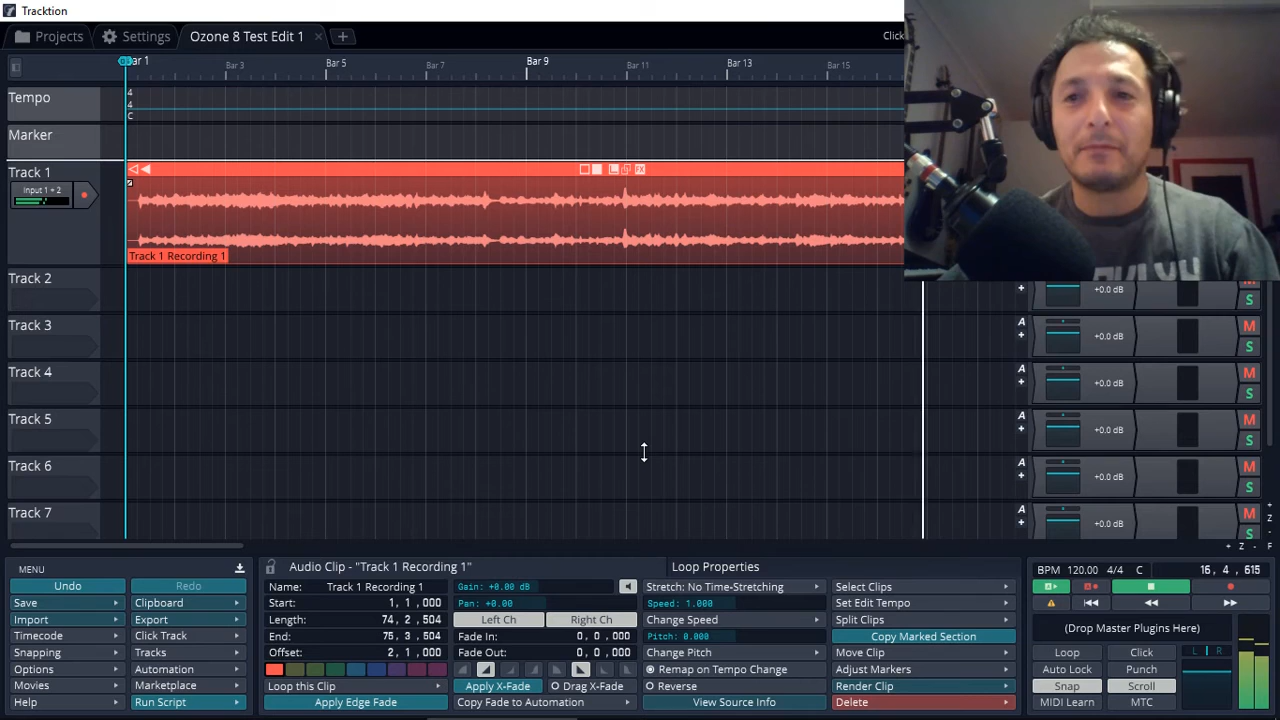 Tracktion
Projects Settings Ozone 8 Test Edit 1 Click
Bar 1 Bar 3 Bar 5 Bar 7 Bar 9 Bar 11 Bar 13 Bar 15
Tempo 4
4
C
Marker
Track 1
Input 1 + 2
Track 1 Recording 1
Track 2 +0.0 dB S
Track 3 A +0.0 dB M S
Track 4 A +0.0 dB M S
Track 5 A +0.0 dB M S
Track 6 A +0.0 dB M S
Track 7 A +0.0 dB M S
+ Z - F
MENU
Undo Redo
Save Clipboard
Import Export
Timecode Click Track
Snapping Tracks
Options Automation
Movies Marketplace
Help Run Script
Audio Clip - "Track 1 Recording 1" Loop Properties
Name: Track 1 Recording 1
Start: 1, 1, 000
Length: 74, 2, 504
End: 75, 3, 504
Offset: 2, 1, 000
Loop this Clip
Apply Edge Fade
Gain: +0.00 dB
Pan: +0.00
Left Ch Right Ch
Fade In: 0, 0, 000
Fade Out: 0, 0, 000
Apply X-Fade Drag X-Fade
Copy Fade to Automation
Stretch: No Time-Stretching
Speed: 1.000
Change Speed
Pitch: 0.000
Change Pitch
Remap on Tempo Change
Reverse
View Source Info
Select Clips
Set Edit Tempo
Split Clips
Copy Marked Section
Move Clip
Adjust Markers
Render Clip
Delete
BPM 120.00 4/4 C 16, 4, 615
(Drop Master Plugins Here)
Loop Click L R
Auto Lock Punch
Snap Scroll
MIDI Learn MTC